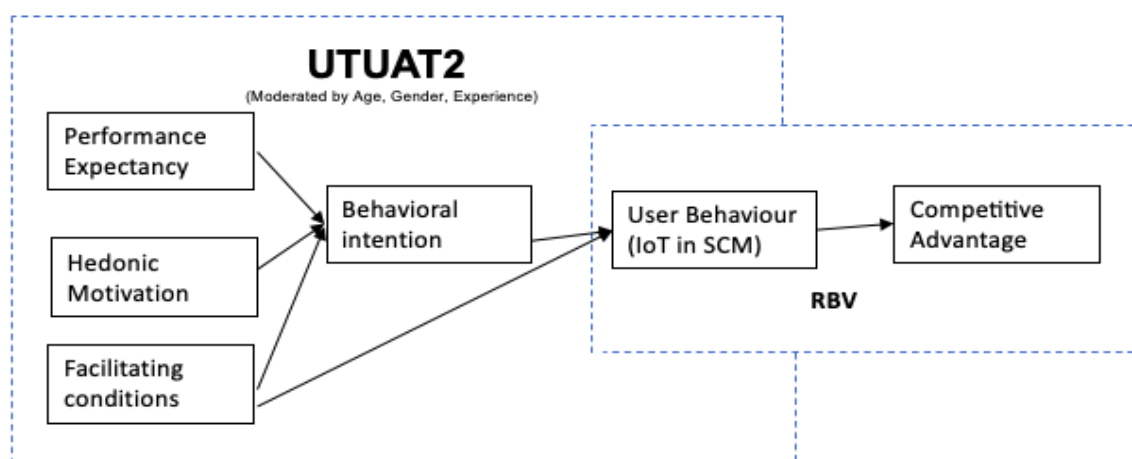 UTUAT2
(Moderated by Age, Gender, Experience)
Performance
Expectancy
Hedonic
Motivation
Facilitating
conditions
Behavioral
intention
User Behaviour
(IoT in SCM)
Competitive
Advantage
RBV